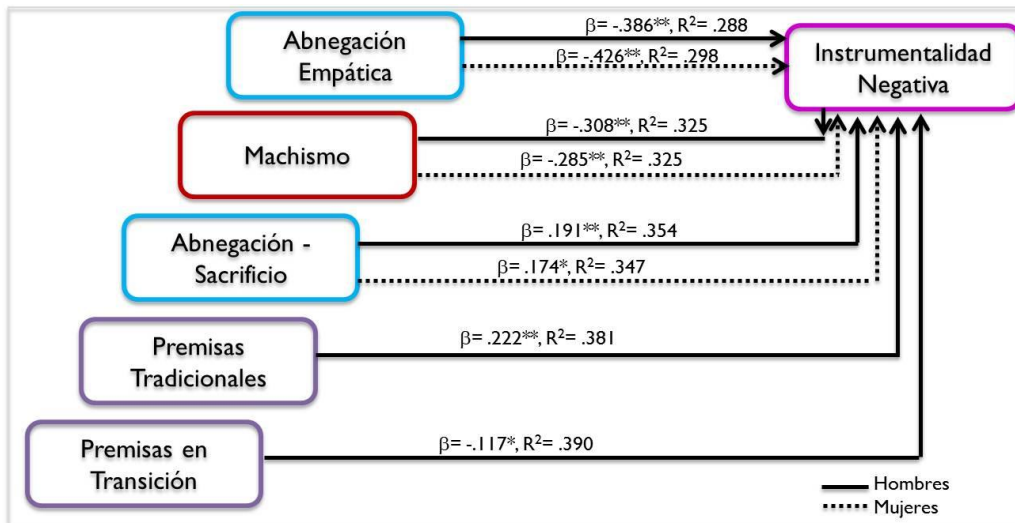 Abnegación
Empática
β= -.386**, R²= .288
β= -.426**, R²= .298
Instrumentalidad
Negativa
Machismo
β= -.308**, R²= .325
β= -.285**, R²= .325
Abnegación -
Sacrificio
β= .191**, R²= .354
β= .174*, R²= .347
Premisas
Tradicionales
β= .222**, R²= .381
Premisas en
Transición
β= -.117*, R²= .390
Hombres
Mujeres